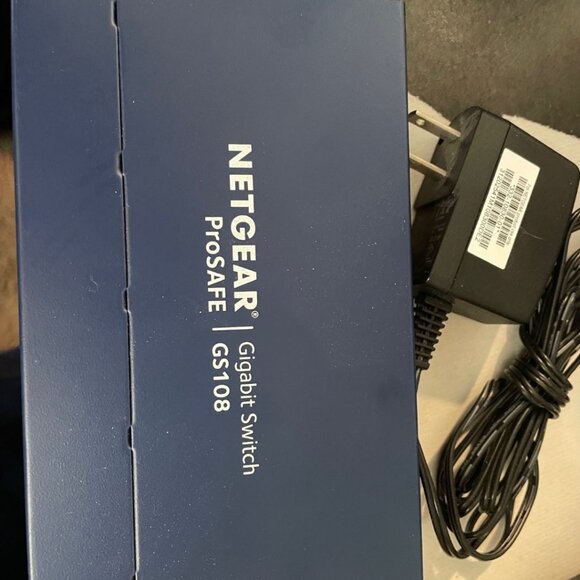 NETGEAR® | Gigabit Switch
ProSAFE | GS108